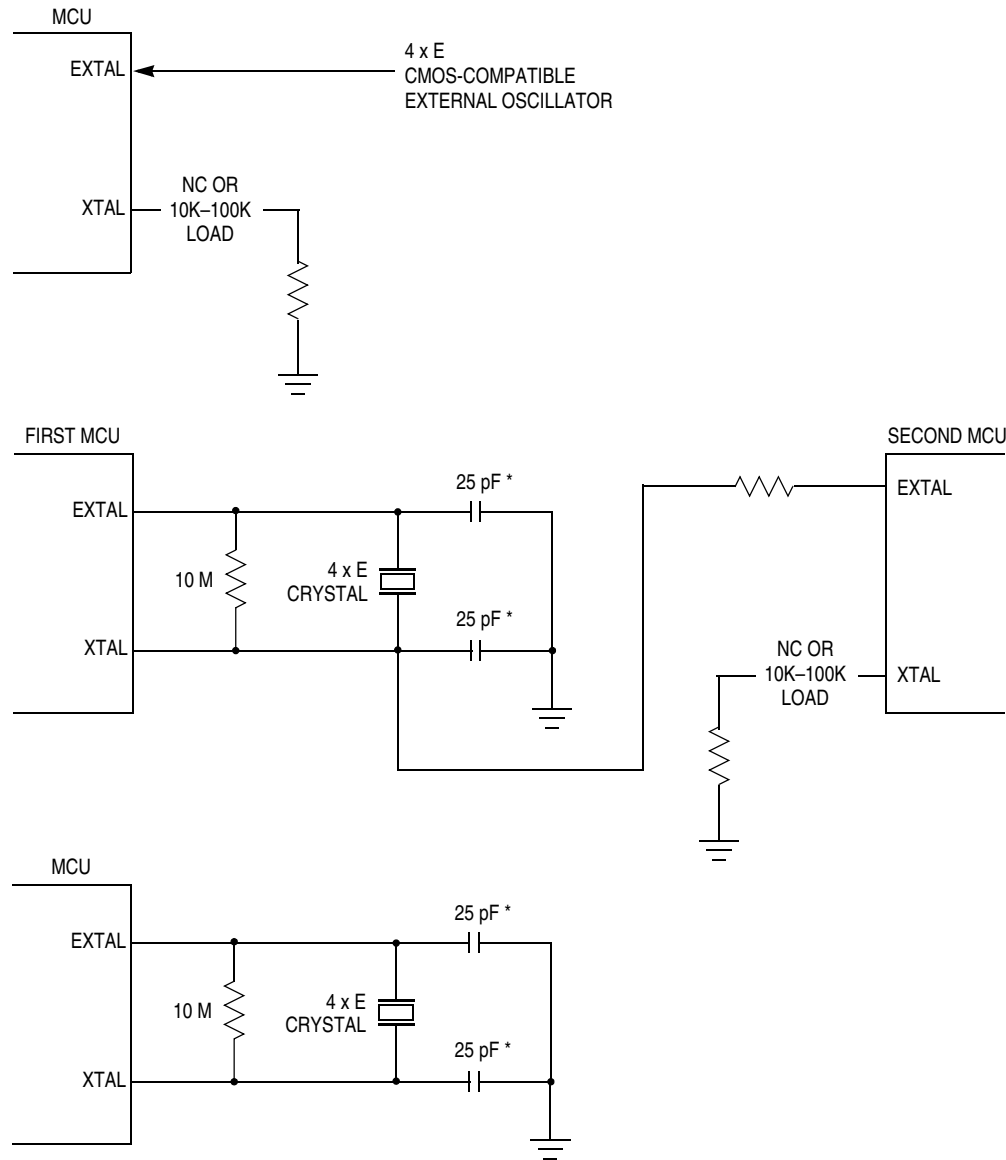 MCU
EXTAL
4 x E
CMOS-COMPATIBLE
EXTERNAL OSCILLATOR
XTAL
NC OR
10K–100K
LOAD
FIRST MCU
SECOND MCU
EXTAL
25 pF *
EXTAL
10 M
4 x E
CRYSTAL
25 pF *
XTAL
NC OR
10K–100K
LOAD
XTAL
MCU
EXTAL
25 pF *
10 M
4 x E
CRYSTAL
25 pF *
XTAL